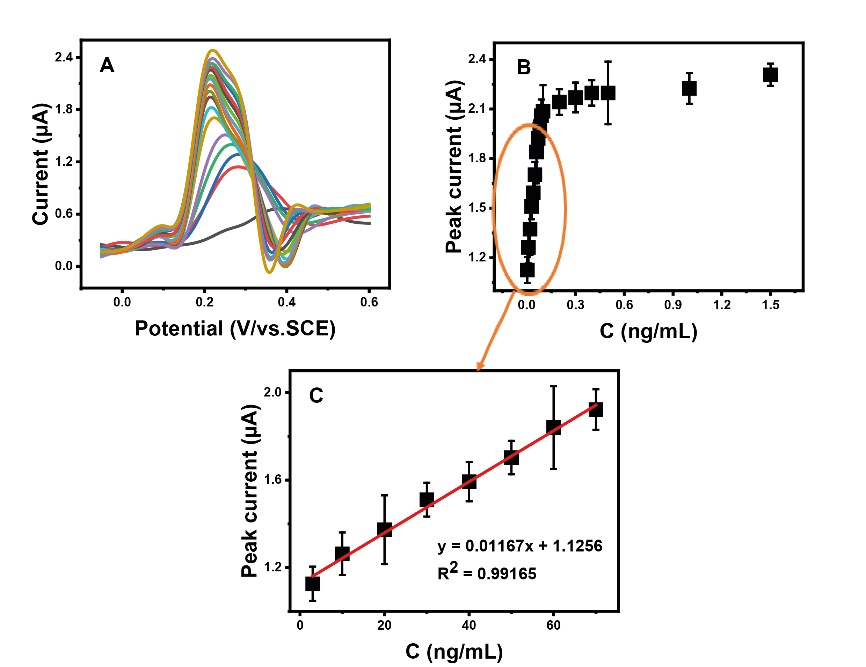 A
Current (μA)
2.4
1.8
1.2
0.6
0.0
0.0 0.2 0.4 0.6
Potential (V/vs.SCE)
B
Peak current (μA)
2.4
2.1
1.8
1.5
1.2
0.0 0.3 0.6 0.9 1.2 1.5
C (ng/mL)
C
Peak current (μA)
2.0
1.6
1.2
y = 0.01167x + 1.1256
R² = 0.99165
0 20 40 60
C (ng/mL)